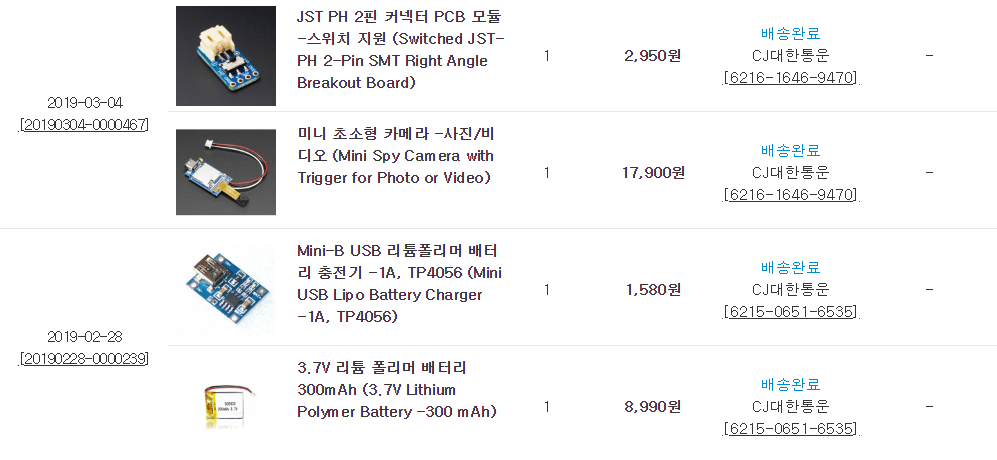 2019-03-04
[20190304-0000467]
JST PH 2핀 커넥터 PCB 모듈
-스위치 지원 (Switched JST-
PH 2-Pin SMT Right Angle
Breakout Board)
1
2,950원
배송완료
CJ대한통운
[6216-1646-9470]
-
미니 초소형 카메라 -사진/비
디오 (Mini Spy Camera with
Trigger for Photo or Video)
1
17,900원
배송완료
CJ대한통운
[6216-1646-9470]
-
2019-02-28
[20190228-0000239]
Mini-B USB 리튬폴리머 배터
리 충전기 -1A, TP4056 (Mini
USB Lipo Battery Charger
-1A, TP4056)
1
1,580원
배송완료
CJ대한통운
[6215-0651-6535]
-
3.7V 리튬 폴리머 배터리
300mAh (3.7V Lithium
Polymer Battery -300 mAh)
1
8,990원
배송완료
CJ대한통운
[6215-0651-6535]
-